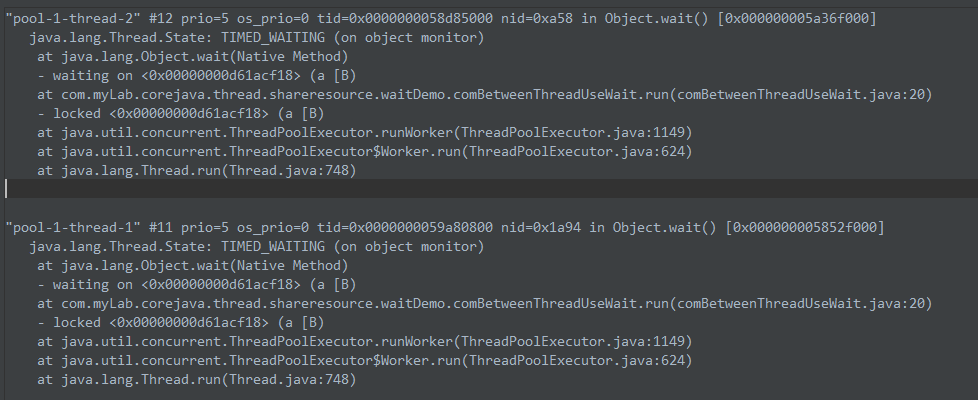 "pool-1-thread-2" #12 prio=5 os_prio=0 tid=0x0000000058d85000 nid=0xa58 in Object.wait() [0x000000005a36f000]
java.lang.Thread.State: TIMED_WAITING (on object monitor)
at java.lang.Object.wait(Native Method)
- waiting on <0x00000000d61acf18> (a [B)
at com.myLab.corejava.thread.shareresource.waitDemo.comBetweenThreadUseWait.run(comBetweenThreadUseWait.java:20)
- locked <0x00000000d61acf18> (a [B)
at java.util.concurrent.ThreadPoolExecutor.runWorker(ThreadPoolExecutor.java:1149)
at java.util.concurrent.ThreadPoolExecutor$Worker.run(ThreadPoolExecutor.java:624)
at java.lang.Thread.run(Thread.java:748)
"pool-1-thread-1" #11 prio=5 os_prio=0 tid=0x0000000059a80800 nid=0x1a94 in Object.wait() [0x000000005852f000]
java.lang.Thread.State: TIMED_WAITING (on object monitor)
at java.lang.Object.wait(Native Method)
- waiting on <0x00000000d61acf18> (a [B)
at com.myLab.corejava.thread.shareresource.waitDemo.comBetweenThreadUseWait.run(comBetweenThreadUseWait.java:20)
- locked <0x00000000d61acf18> (a [B)
at java.util.concurrent.ThreadPoolExecutor.runWorker(ThreadPoolExecutor.java:1149)
at java.util.concurrent.ThreadPoolExecutor$Worker.run(ThreadPoolExecutor.java:624)
at java.lang.Thread.run(Thread.java:748)